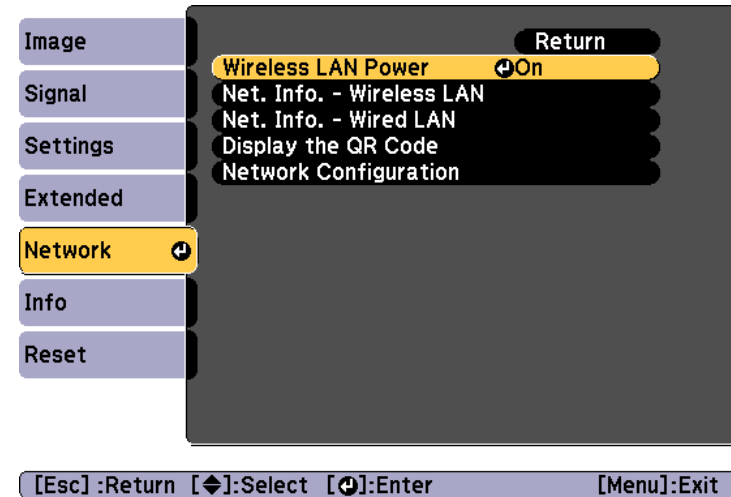 Image
Signal
Settings
Extended
Network
Info
Reset
Return
Wireless LAN Power On
Net. Info. - Wireless LAN
Net. Info. - Wired LAN
Display the QR Code
Network Configuration
[Esc] :Return [◆]:Select [⏎]:Enter [Menu]:Exit